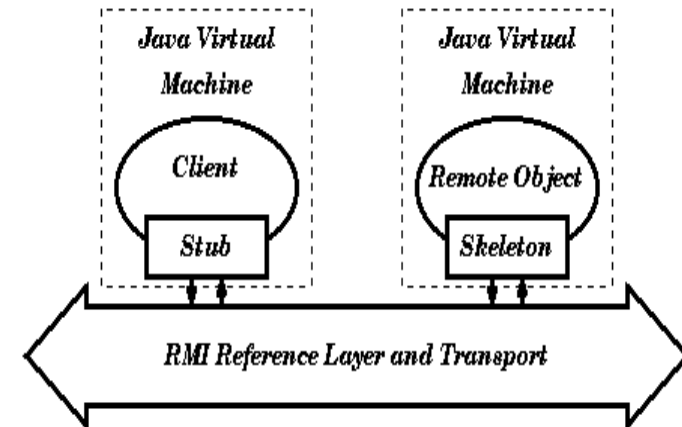 Java Virtual
Machine
Client
Stub
Java Virtual
Machine
Remote Object
Skeleton
RMI Reference Layer and Transport